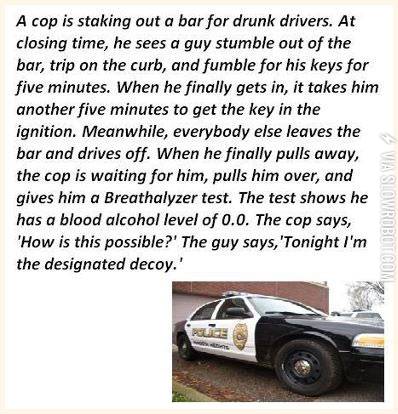 A cop is staking out a bar for drunk drivers. At
closing time, he sees a guy stumble out of the
bar, trip on the curb, and fumble for his keys for
five minutes. When he finally gets in, it takes him
another five minutes to get the key in the
ignition. Meanwhile, everybody else leaves the
bar and drives off. When he finally pulls away,
the cop is waiting for him, pulls him over, and
gives him a Breathalyzer test. The test shows he
has a blood alcohol level of 0.0. The cop says,
'How is this possible?' The guy says,'Tonight I'm
the designated decoy.'
VIA SLOWROBOT.COM
POLICE